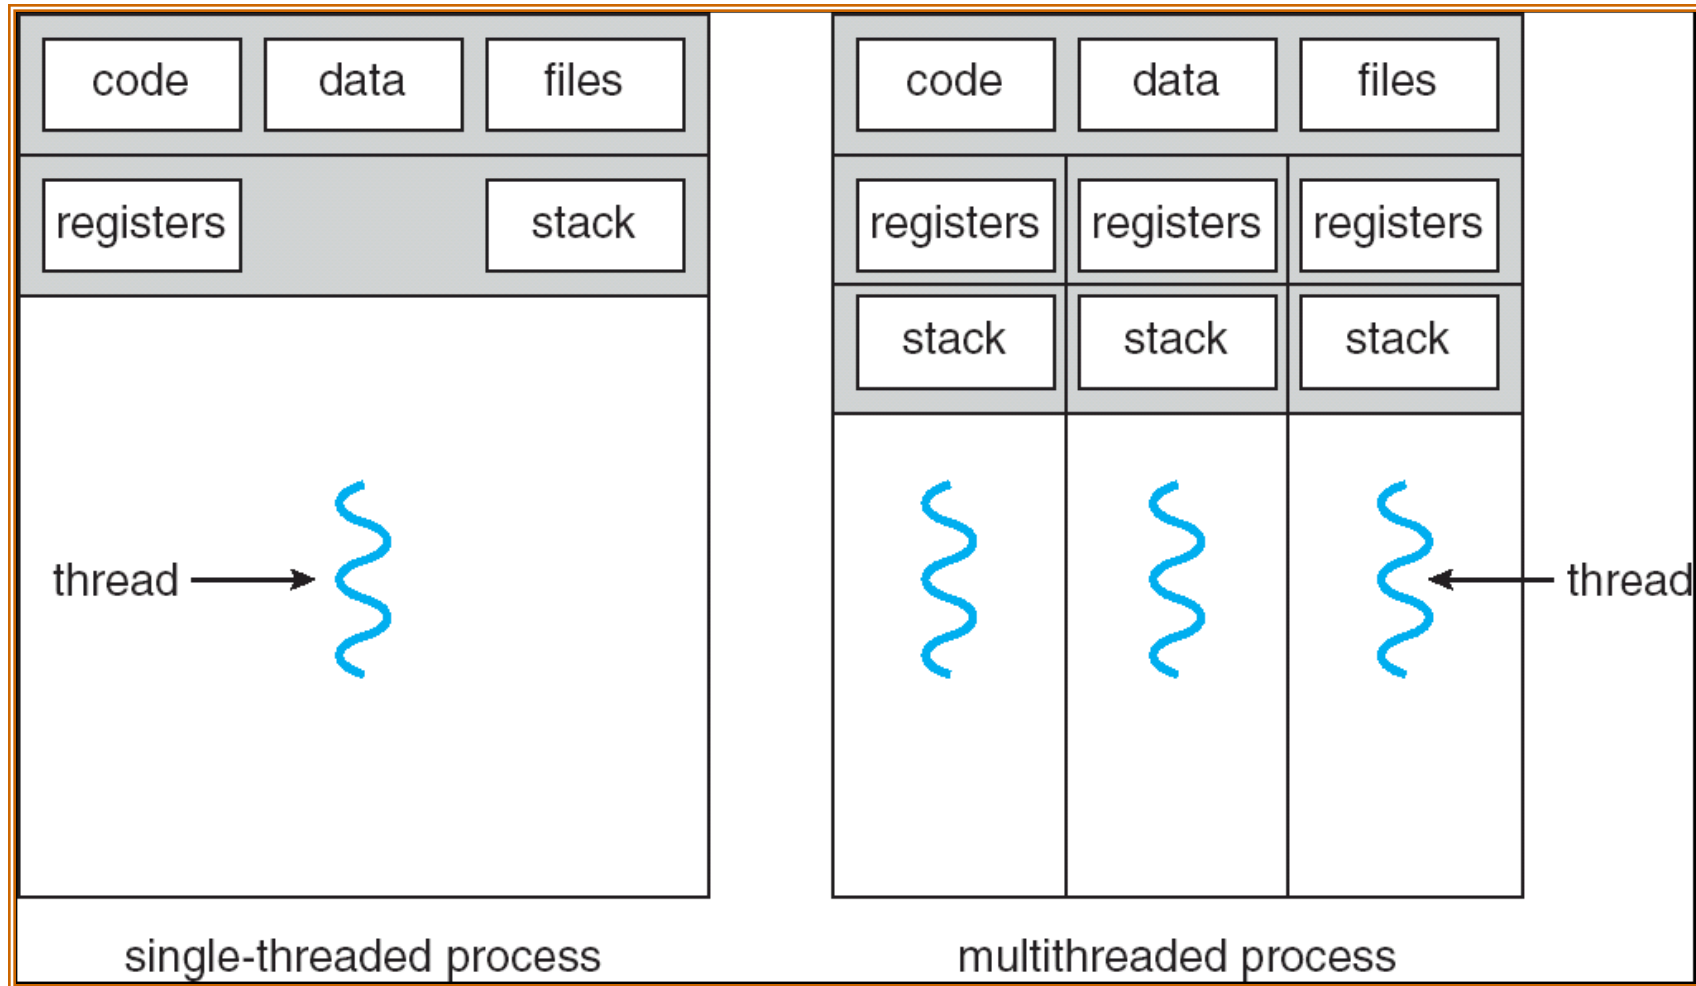 code data files
registers stack
thread
single-threaded process
code data files
registers registers registers
stack stack stack
thread
multithreaded process